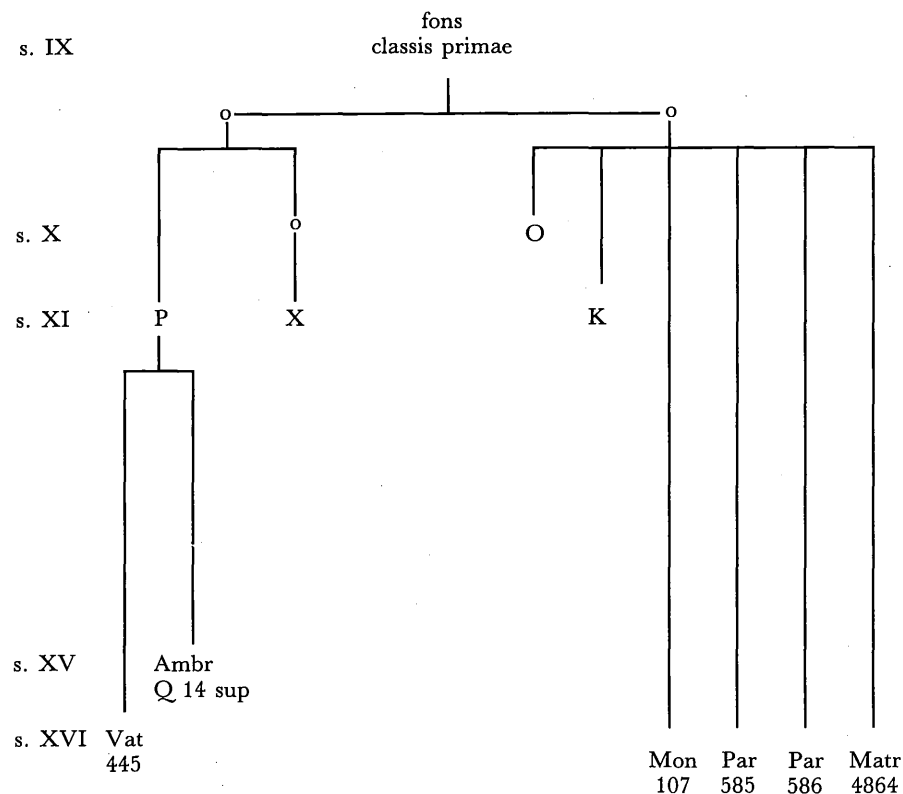 fons
s. IX classis primae
o o
o
s. X O
s. XI P X K
s. XV Ambr
Q 14 sup
s. XVI Vat
445
Mon Par Par Matr
107 585 586 4864